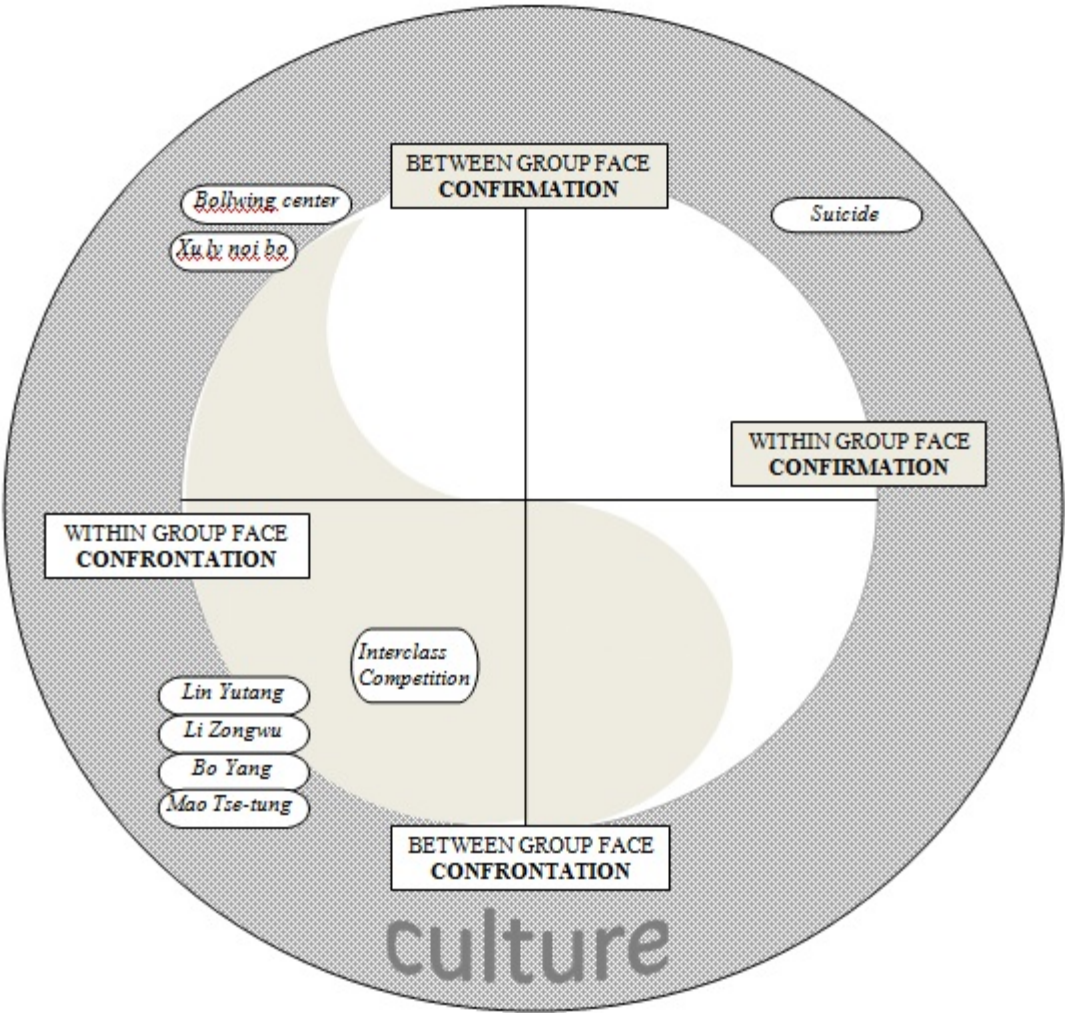 BETWEEN GROUP FACE
CONFIRMATION
Bollwing center
Suicide
Xu ly noi bo
WITHIN GROUP FACE
CONFIRMATION
WITHIN GROUP FACE
CONFRONTATION
Interclass
Competition
Lin Yutang
Li Zongwu
Bo Yang
Mao Tse-tung
BETWEEN GROUP FACE
CONFRONTATION
culture